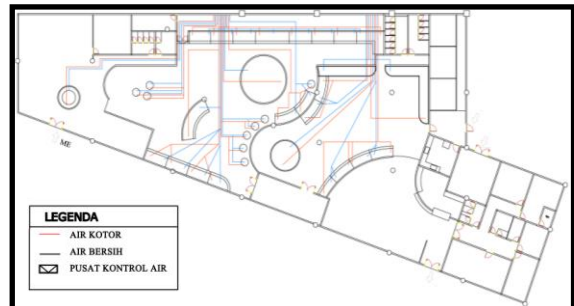 ME
LEGENDA
AIR KOTOR
AIR BERSIH
PUSAT KONTROL AIR